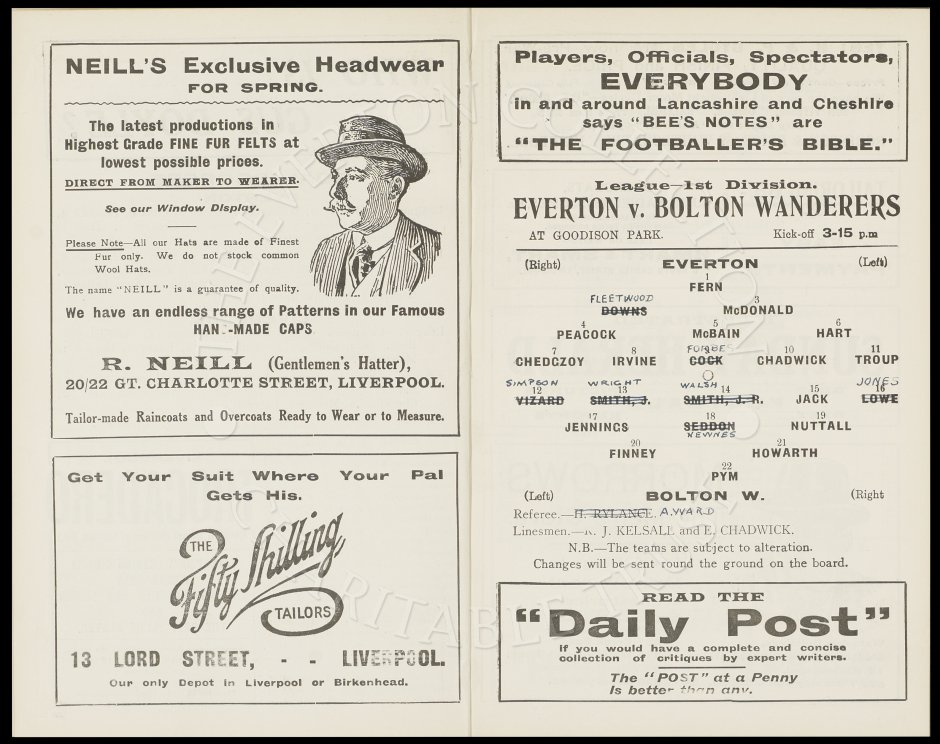 NEILL'S Exclusive Headwear
FOR SPRING.
The latest productions in
Highest Grade FINE FUR FELTS at
lowest possible prices.
DIRECT FROM MAKER TO WEARER.
See our Window Display.
Please Note—All our Hats are made of Finest
Fur only. We do not stock common
Wool Hats.
The name "NEILL" is a guarantee of quality.
We have an endless range of Patterns in our Famous
HAN -MADE CAPS
R. NEILL (Gentlemen's Hatter),
20/22 GT. CHARLOTTE STREET, LIVERPOOL.
Tailor-made Raincoats and Overcoats Ready to Wear or to Measure.
Get Your Suit Where Your Pal
Gets His.
THE
Fifty Shilling
TAILORS
13 LORD STREET, - - LIVERPOOL.
Our only Depot in Liverpool or Birkenhead.
Players, Officials, Spectators,
EVERYBODY
in and around Lancashire and Cheshire
says "BEE'S NOTES" are
"THE FOOTBALLER'S BIBLE."
League—1st Division.
EVERTON v. BOLTON WANDERERS
AT GOODISON PARK. Kick-off 3-15 p.m
(Right) EVERTON (Left)
1
FERN
FLEETWOOD 3
DOWNS McDONALD
4 5 6
PEACOCK McBAIN HART
7 8 FORBES 10 11
CHEDGZOY IRVINE COCK CHADWICK TROUP
SIMPSON WRIGHT WALSH JONES
12 13 14 15 16
VIZARD SMITH, J. SMITH, J. R. JACK LOWE
17 18 19
JENNINGS SEDDON NUTTALL
NEWNES
20 21
FINNEY HOWARTH
22
PYM
(Left) BOLTON W. (Right
Referee.—H. RYLANCE. A. WARD
Linesmen.— J. KELSALL and E. CHADWICK.
N.B.—The teams are subject to alteration.
Changes will be sent round the ground on the board.
READ THE
"Daily Post"
If you would have a complete and concise
collection of critiques by expert writers.
The "POST" at a Penny
Is better than any.
THE EVERTON COLLECTION
CHARITABLE TRUST